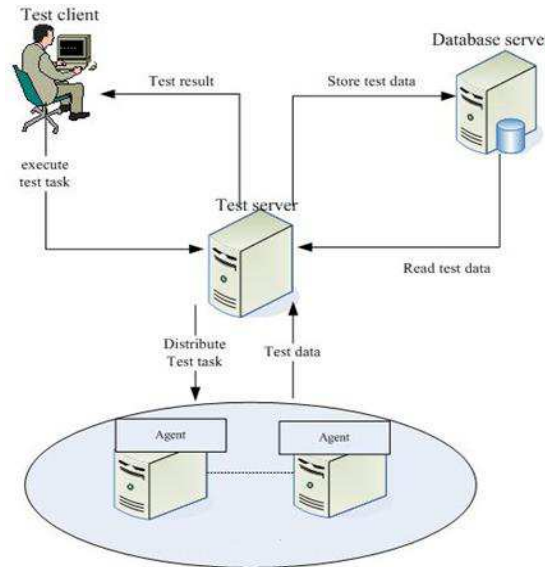 Test client
Database server
Test result
Store test data
execute
test task
Test server
Read test data
Distribute
Test task
Test data
Agent
Agent